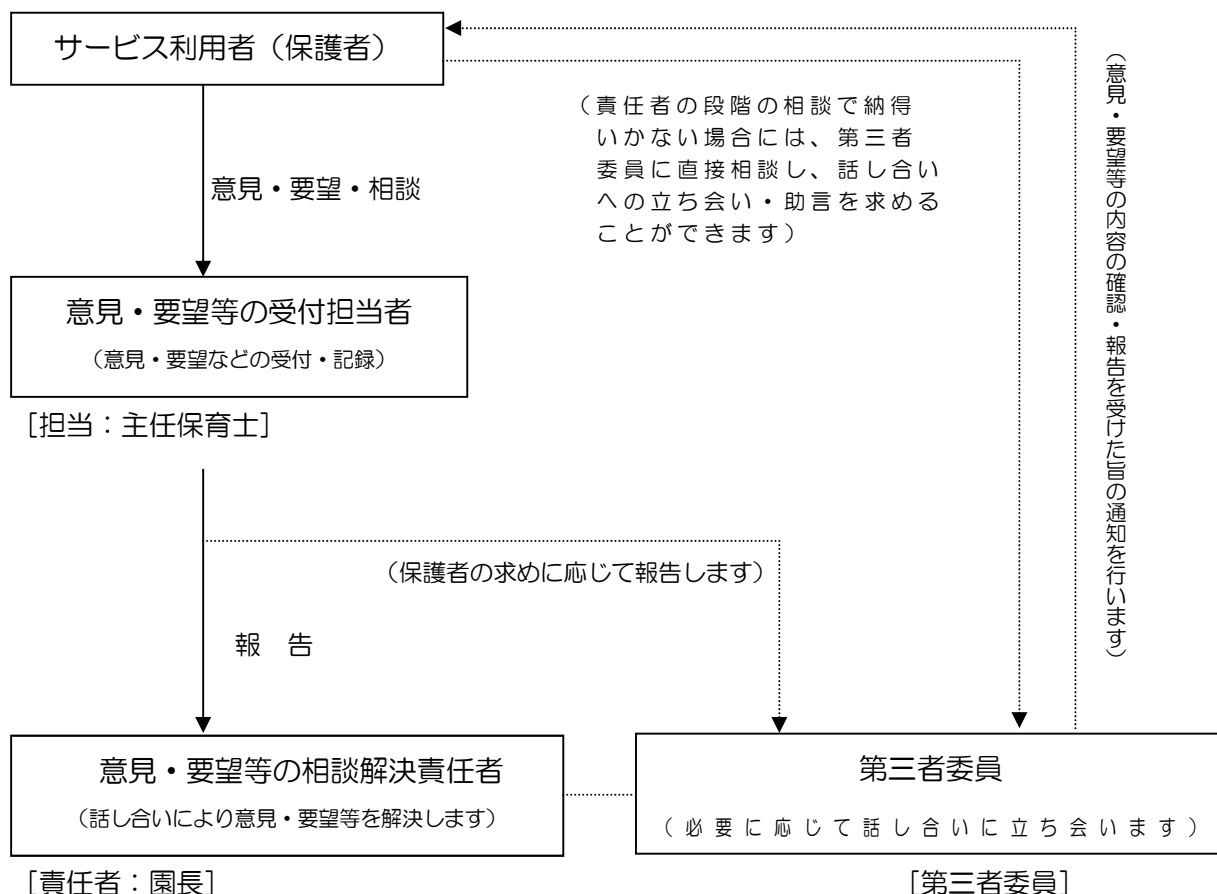 サービス利用者（保護者）
（責任者の段階の相談で納得
いかない場合には、第三者
委員に直接相談し、話し合い
への立ち会い・助言を求める
ことができます）
（意見・要望等の内容の確認・報告を受けた旨の通知を行います）
意見・要望・相談
意見・要望等の受付担当者
（意見・要望などの受付・記録）
［担当：主任保育士］
（保護者の求めに応じて報告します）
報　告
意見・要望等の相談解決責任者
（話し合いにより意見・要望等を解決します）
［責任者：園長］
第三者委員
（必要に応じて話し合いに立ち会います）
［第三者委員］